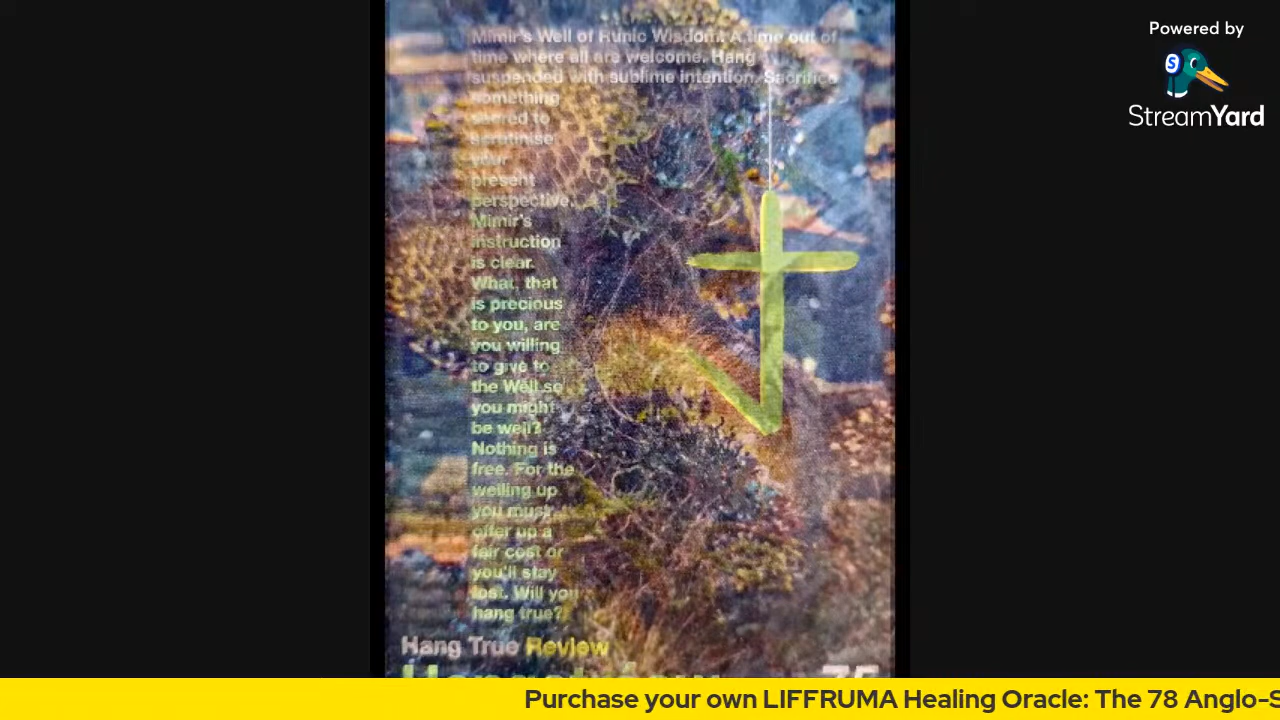 Powered by
StreamYard
Mimir's Well of Runic Wisdom. A time out of
time where all are welcome. Hang
suspended with sublime intention. Sacrifice
something
sacred to
scrutinise
your
present
perspective.
Mimir's
instruction
is clear.
What, that
is precious
to you, are
you willing
to give to
the Well so
you might
be well?
Nothing is
free. For the
welling up
you must
offer up a
fair cost or
you'll stay
lost. Will you
hang true?
Hang True Review
75
Purchase your own LIFFRUMA Healing Oracle: The 78 Anglo-S